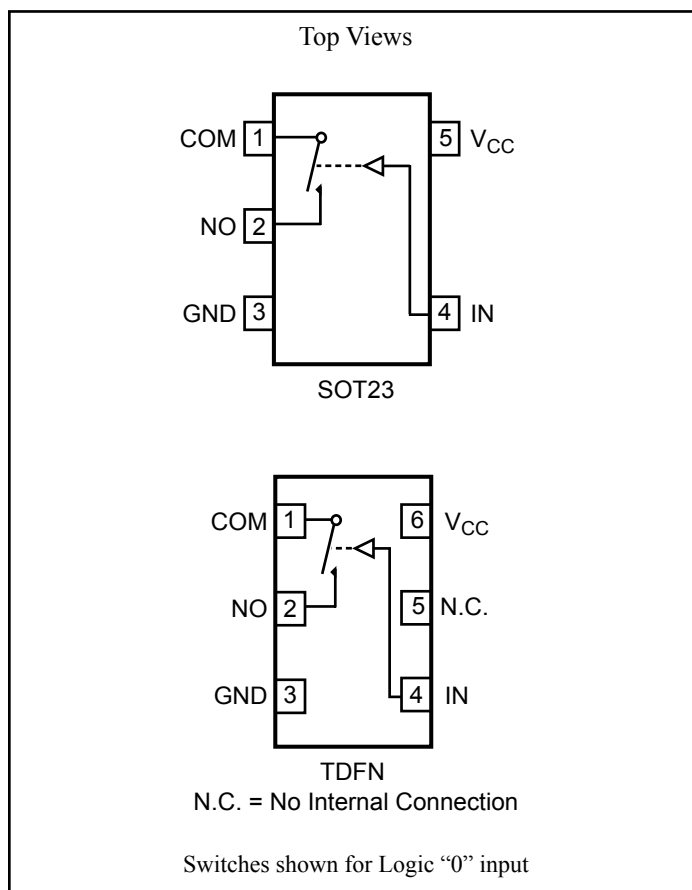 Top Views
COM 1 5 VCC
NO 2
GND 3 4 IN
SOT23
COM 1 6 VCC
NO 2 5 N.C.
GND 3 4 IN
TDFN
N.C. = No Internal Connection
Switches shown for Logic “0” input